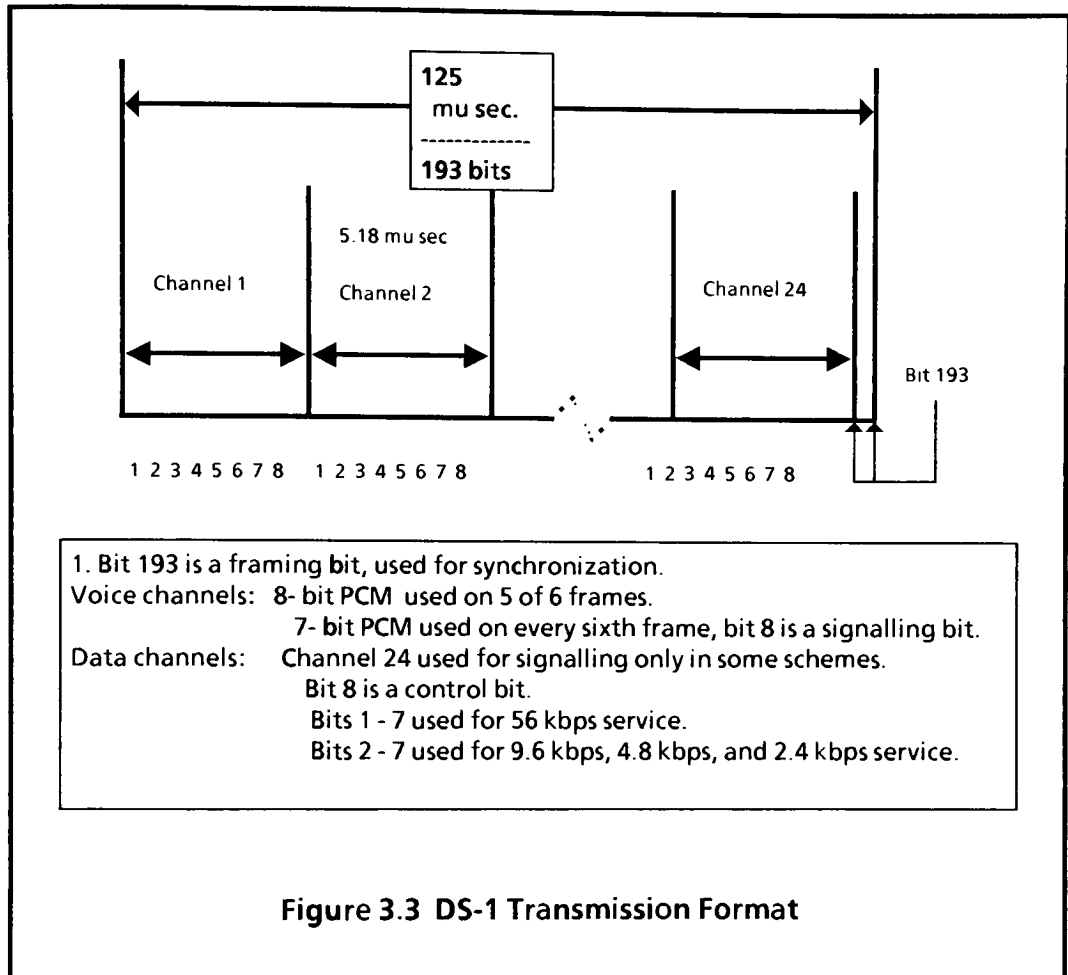 125
mu sec.
--------------
193 bits
5.18 mu sec
Channel 1
Channel 2
Channel 24
Bit 193
1 2 3 4 5 6 7 8 1 2 3 4 5 6 7 8 1 2 3 4 5 6 7 8
1. Bit 193 is a framing bit, used for synchronization.
Voice channels: 8- bit PCM used on 5 of 6 frames.
7- bit PCM used on every sixth frame, bit 8 is a signalling bit.
Data channels: Channel 24 used for signalling only in some schemes.
Bit 8 is a control bit.
Bits 1 - 7 used for 56 kbps service.
Bits 2 - 7 used for 9.6 kbps, 4.8 kbps, and 2.4 kbps service.
Figure 3.3 DS-1 Transmission Format